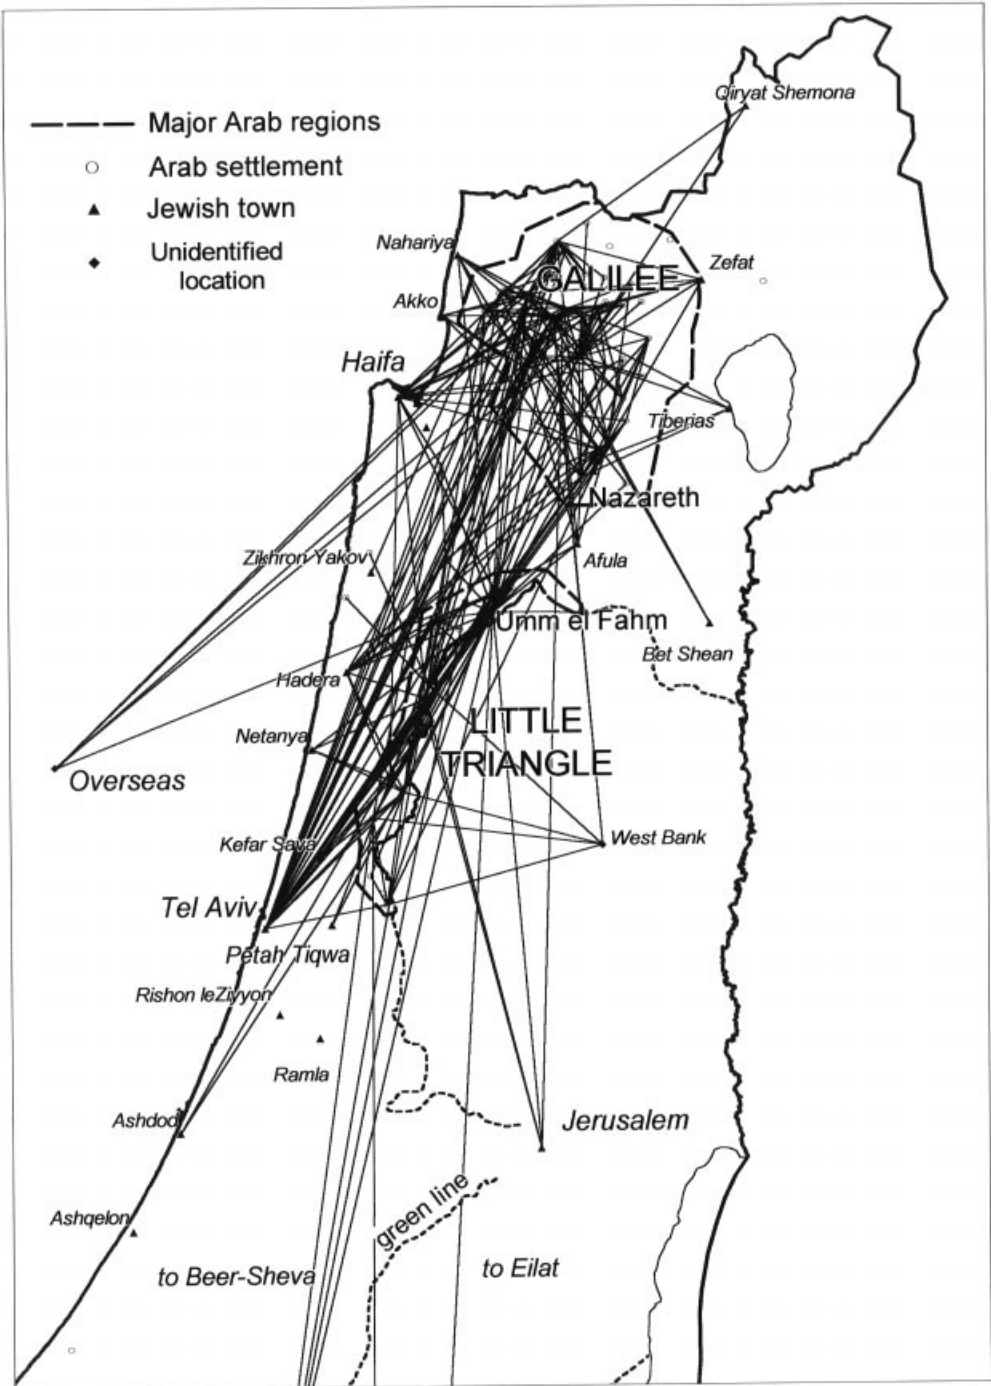 Major Arab regions
Arab settlement
Jewish town
Unidentified
location
Qiryat Shemona
Nahariya
Zefat
GALILEE
Akko
Haifa
Tiberias
Nazareth
Zikhron Yakov
Afula
Umm el Fahm
Bet Shean
Hadera
LITTLE
TRIANGLE
Netanya
Overseas
Kefar Sava
West Bank
Tel Aviv
Petah Tiqwa
Rishon leZiyyon
Ramla
Ashdod
Jerusalem
green line
Ashqelon
to Beer-Sheva
to Eilat